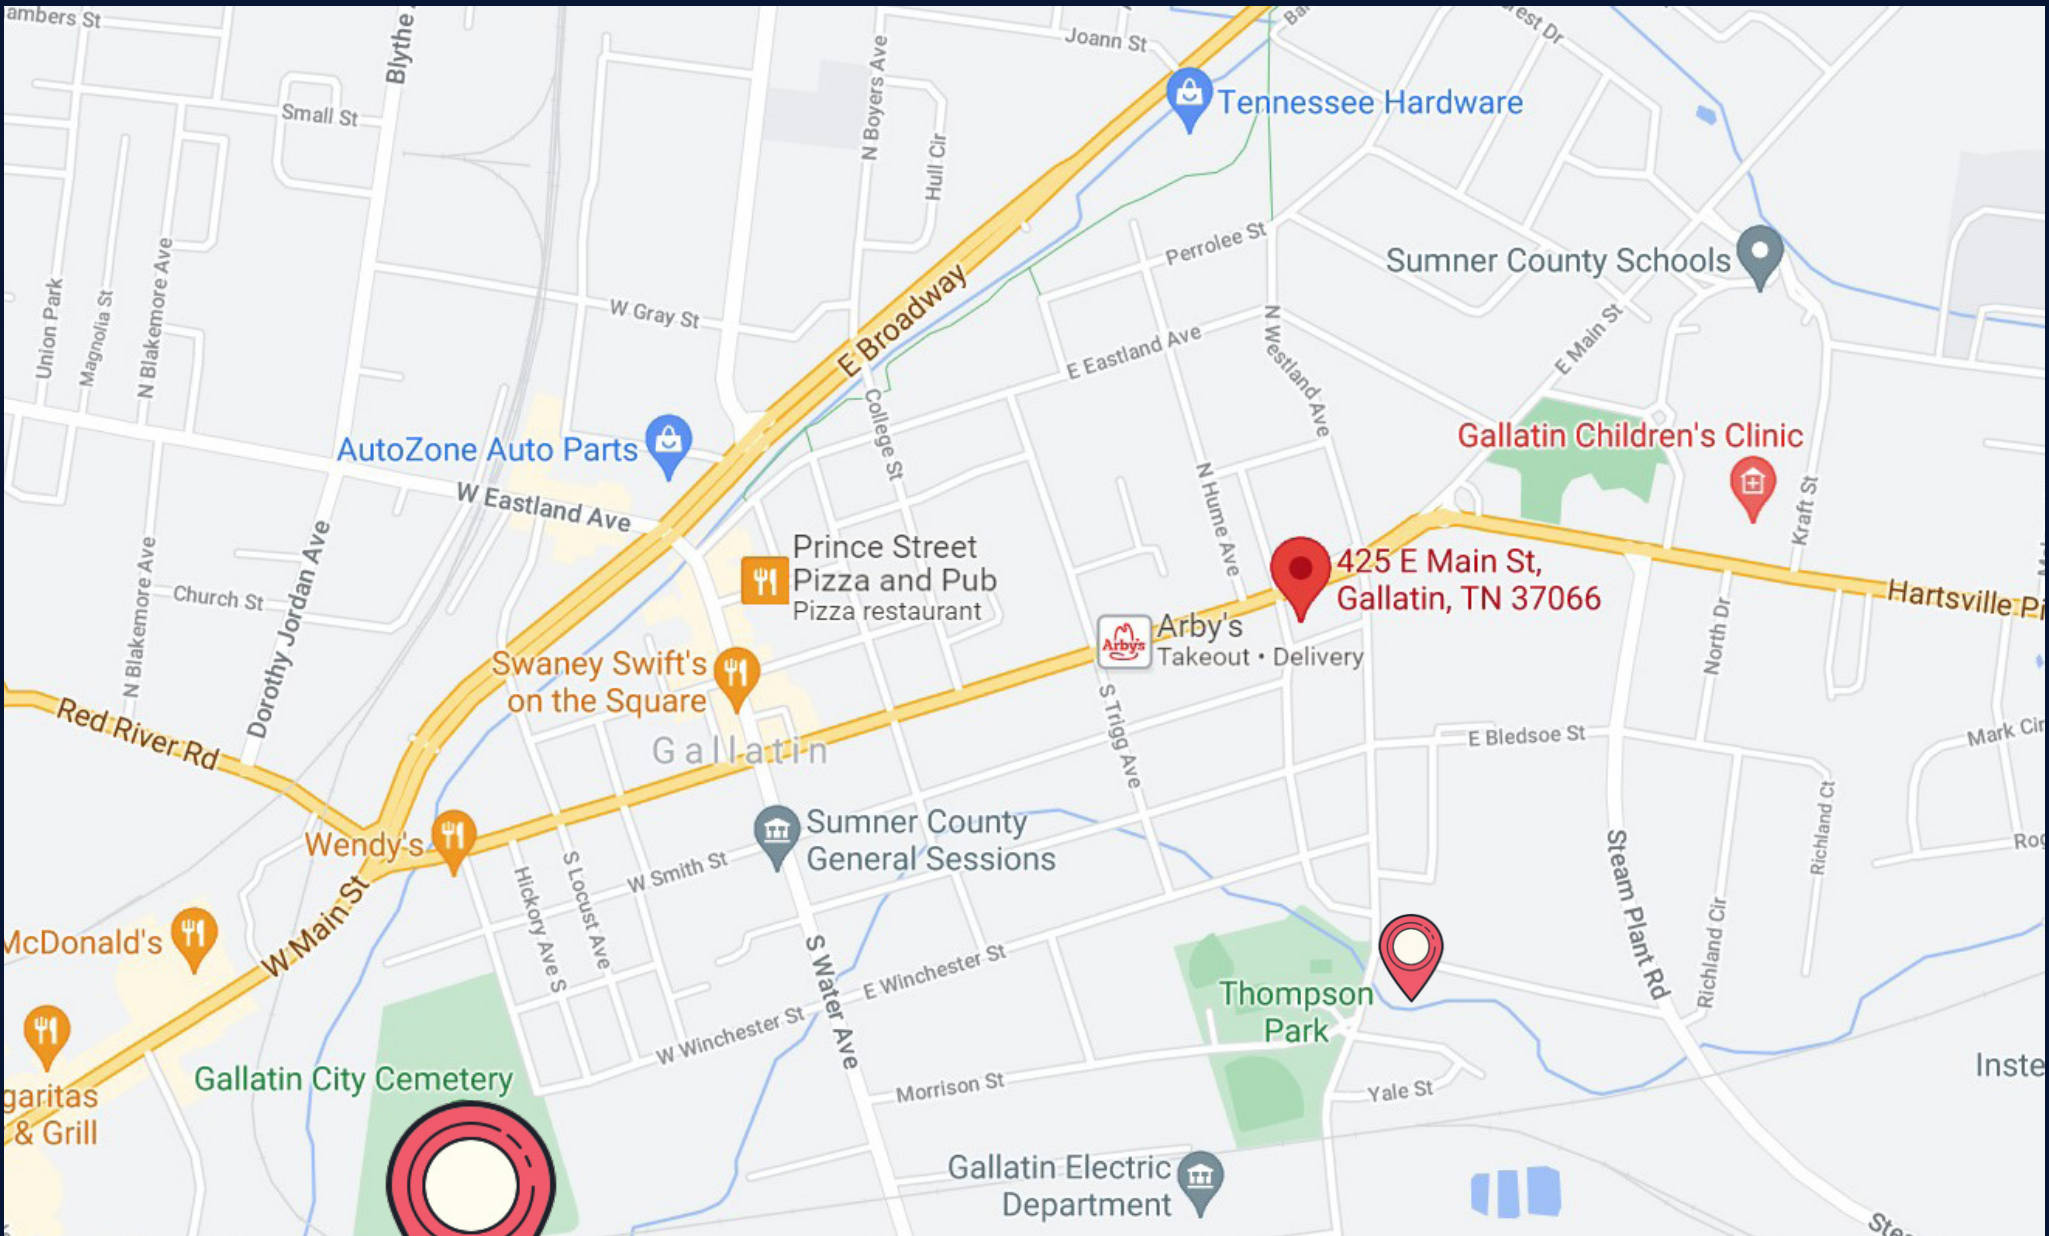 ambers St
Blythe
Joann St
Small St
N Boyers Ave
Hull Cir
Tennessee Hardware
Perrolee St
Sumner County Schools
Union Park
Magnolia St
N Blakemore Ave
W Gray St
E Broadway
N Westland Ave
E Main St
E Eastland Ave
College St
AutoZone Auto Parts
W Eastland Ave
Gallatin Children's Clinic
N Hume Ave
Kraft St
Prince Street
Pizza and Pub
Pizza restaurant
425 E Main St,
Gallatin, TN 37066
Hartsville Pi
N Blakemore Ave
Church St
Dorothy Jordan Ave
Arby's
Arby's
Takeout • Delivery
North Dr
Swaney Swift's
on the Square
Red River Rd
Gallatin
S Trigg Ave
E Bledsoe St
Mark Cir
Wendy's
Sumner County
General Sessions
Richland Ct
Steam Plant Rd
Hickory Ave S
S Locust Ave
W Smith St
W Main St
McDonald's
S Water Ave
E Winchester St
Richland Cir
Thompson
Park
W Winchester St
Gallatin City Cemetery
Morrison St
Yale St
Inste
garitas
& Grill
Gallatin Electric
Department
Ste